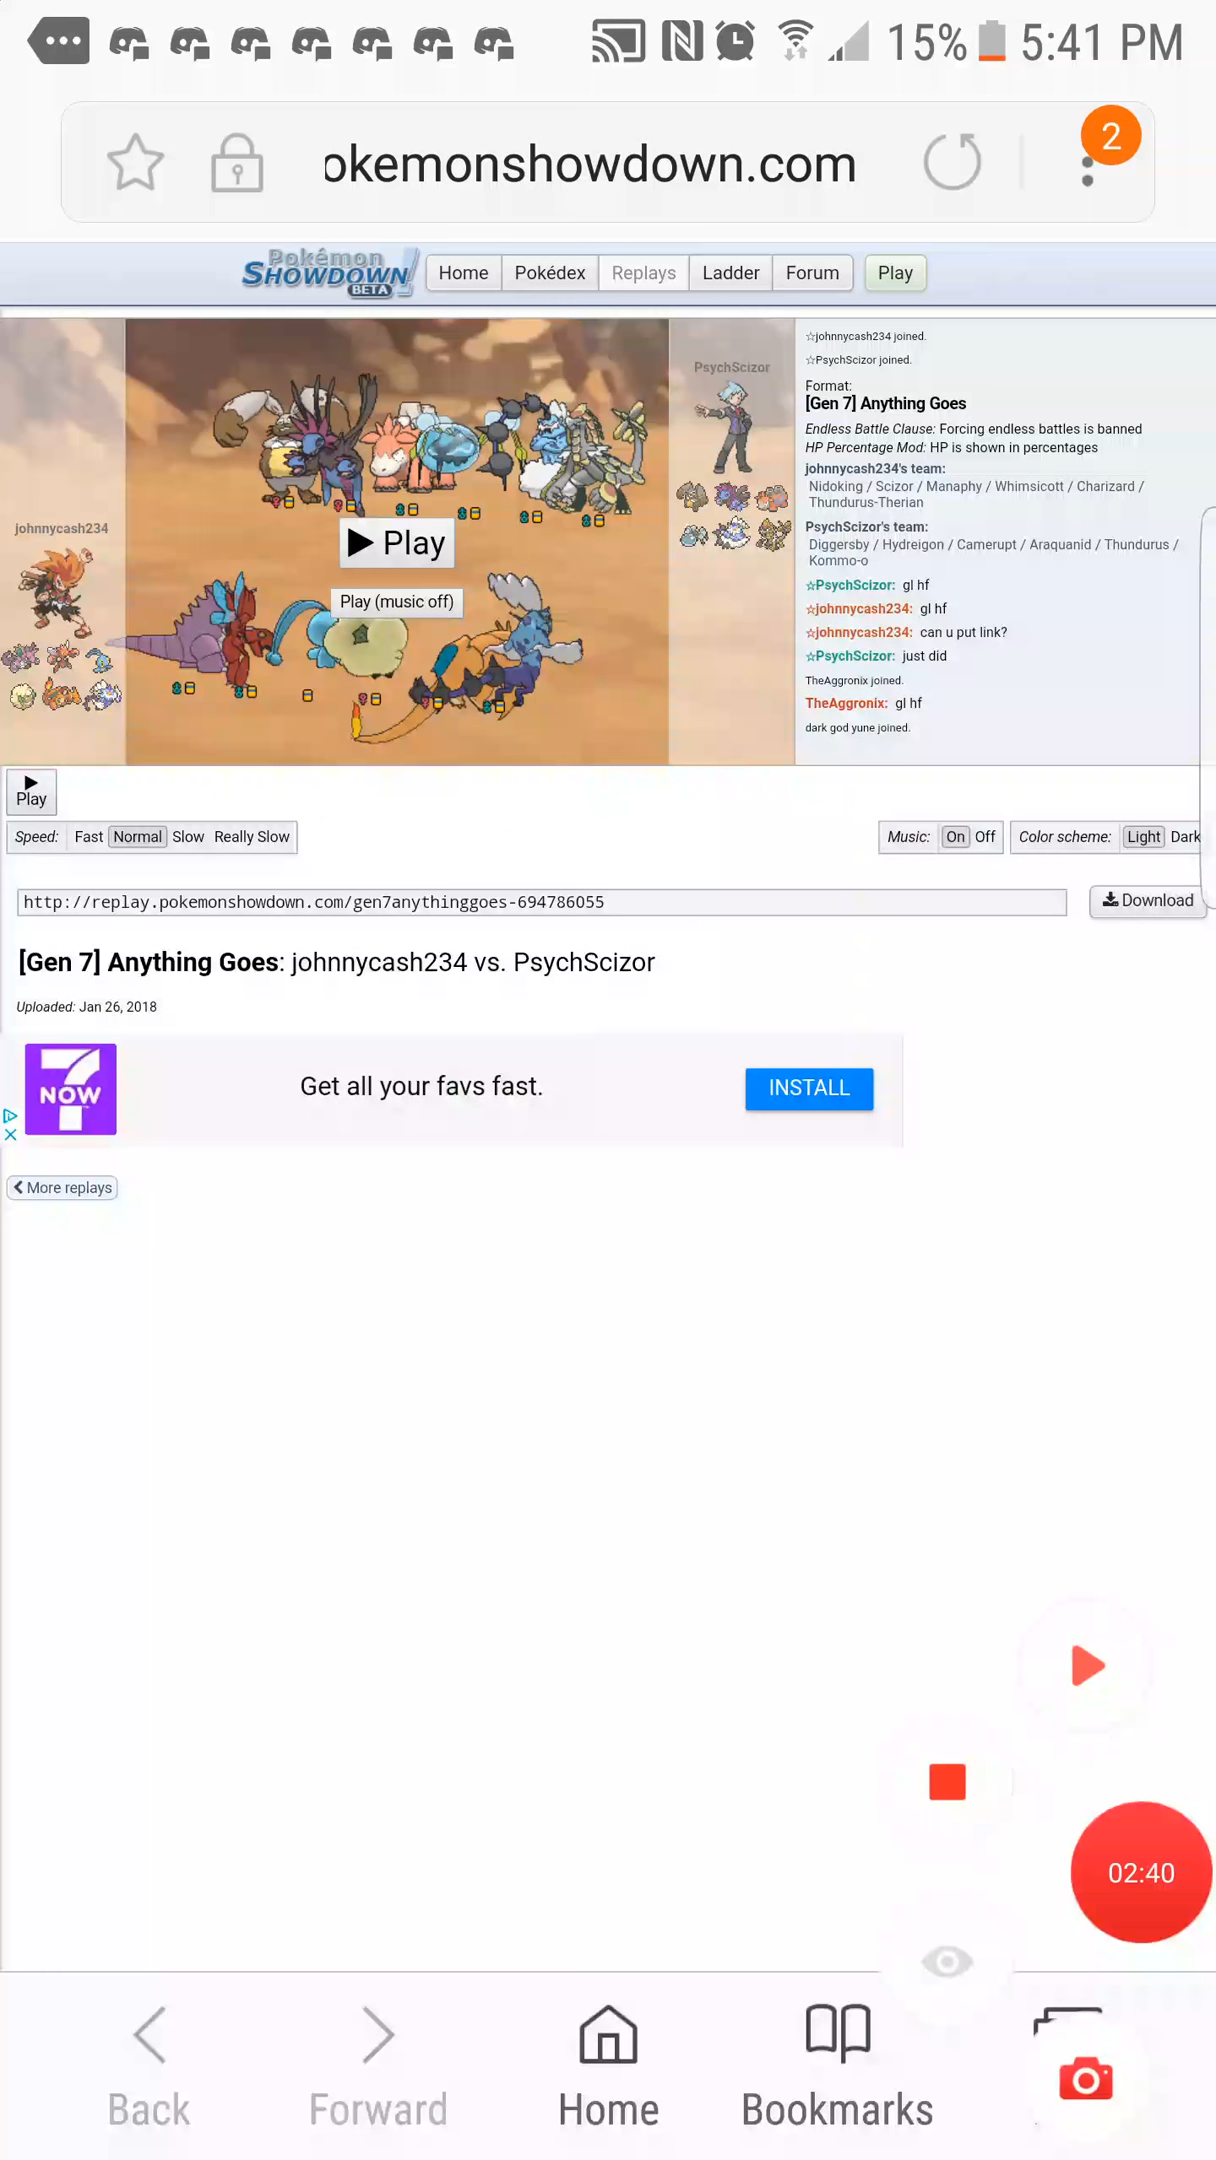 15% 5:41 PM
okemonshowdown.com
2
Pokémon
SHOWDOWN!
BETA
Home Pokédex Replays Ladder Forum Play
☆johnnycash234 joined.
☆PsychScizor joined.
Format:
[Gen 7] Anything Goes
Endless Battle Clause: Forcing endless battles is banned
HP Percentage Mod: HP is shown in percentages
johnnycash234's team:
Nidoking / Scizor / Manaphy / Whimsicott / Charizard /
Thundurus-Therian
PsychScizor's team:
Diggersby / Hydreigon / Camerupt / Araquanid / Thundurus /
Kommo-o
☆PsychScizor: gl hf
☆johnnycash234: gl hf
☆johnnycash234: can u put link?
☆PsychScizor: just did
TheAggronix joined.
TheAggronix: gl hf
dark god yune joined.
PsychScizor
johnnycash234
Play
Play (music off)
Play
Speed: Fast Normal Slow Really Slow
Music: On Off
Color scheme: Light Dark
http://replay.pokemonshowdown.com/gen7anythinggoes-694786055
Download
[Gen 7] Anything Goes: johnnycash234 vs. PsychScizor
Uploaded: Jan 26, 2018
7
NOW
Get all your favs fast.
INSTALL
More replays
02:40
Back
Forward
Home
Bookmarks